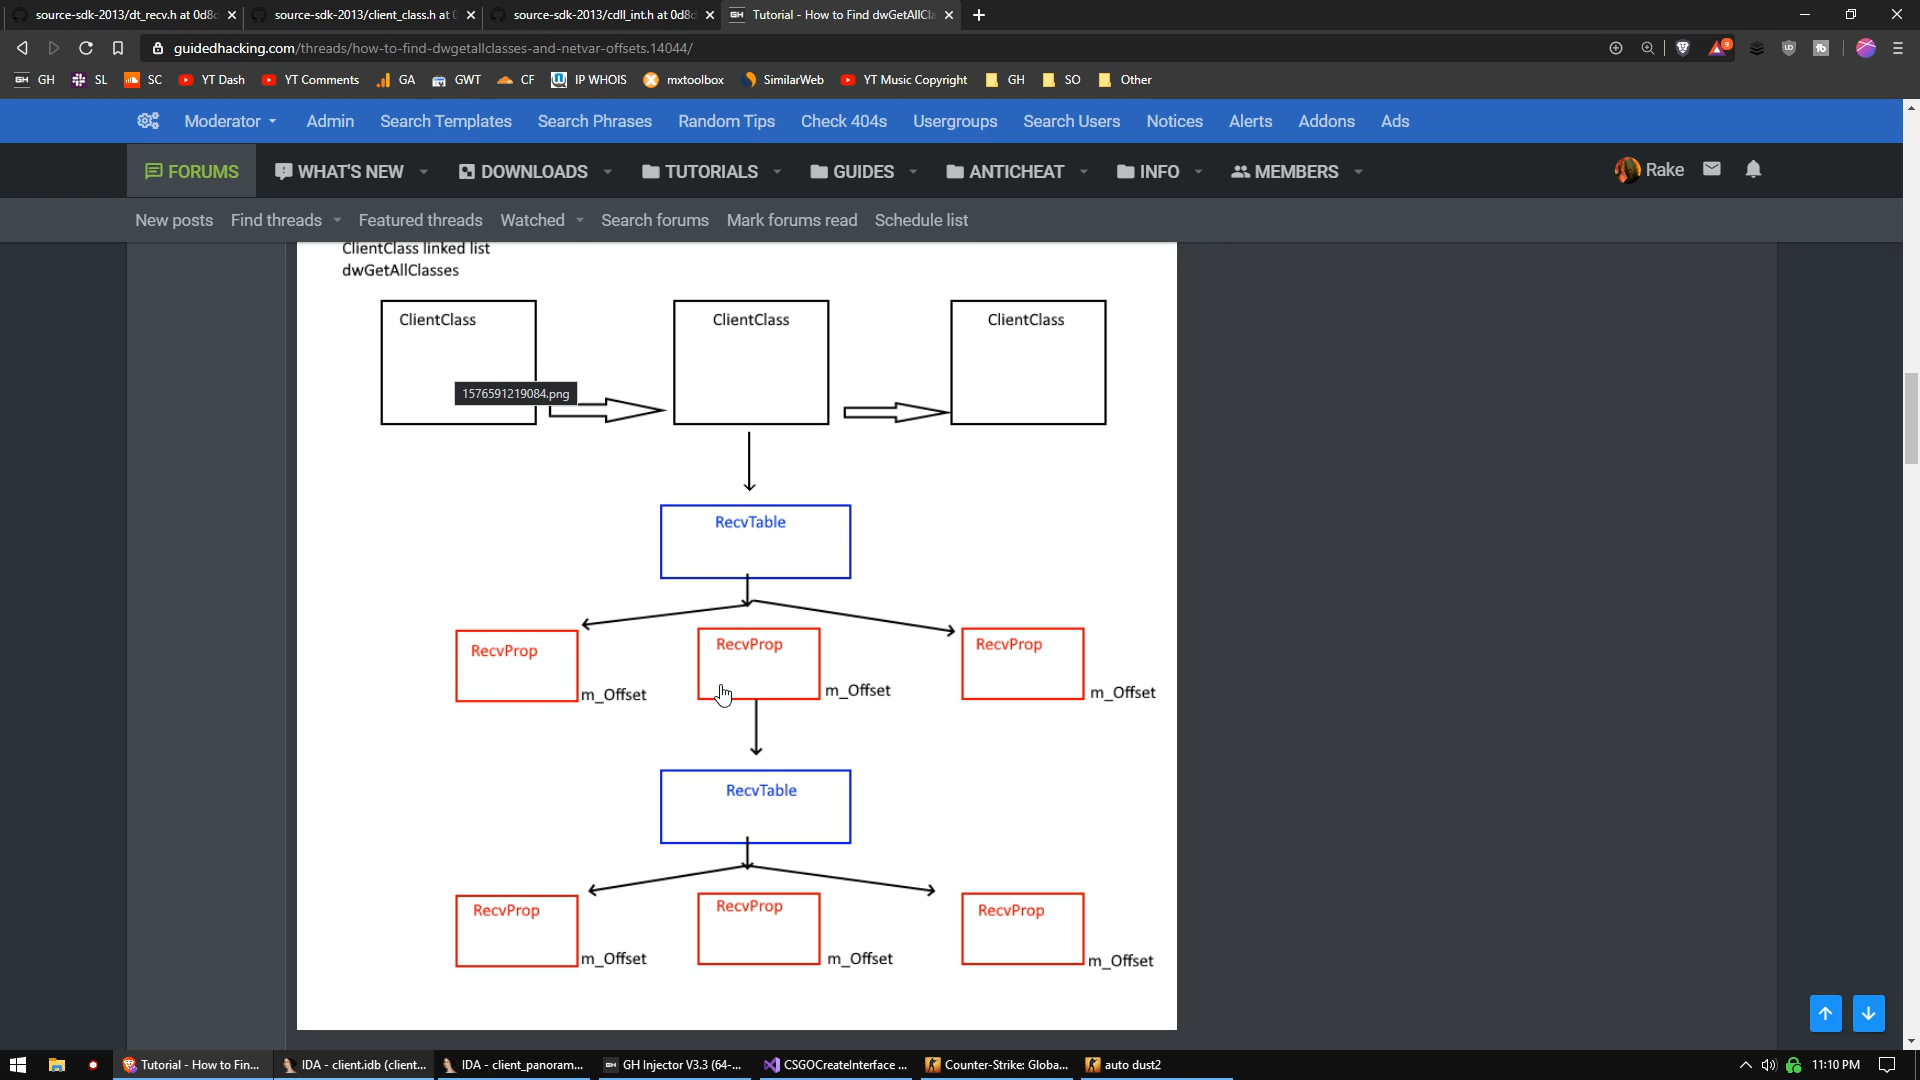 source-sdk-2013/dt_recv.h at 0d8
source-sdk-2013/client_class.h at
source-sdk-2013/cdll_int.h at 0d8
GH Tutorial - How to Find dwGetAllCla
guidedhacking.com/threads/how-to-find-dwgetallclasses-and-netvar-offsets.14044/
9
GH GH SL SC YT Dash YT Comments GA GWT CF IP WHOIS mxtoolbox SimilarWeb YT Music Copyright GH SO Other
Moderator Admin Search Templates Search Phrases Random Tips Check 404s Usergroups Search Users Notices Alerts Addons Ads
FORUMS WHAT'S NEW DOWNLOADS TUTORIALS GUIDES ANTICHEAT INFO MEMBERS Rake
New posts Find threads Featured threads Watched Search forums Mark forums read Schedule list
ClientClass linked list
dwGetAllClasses
ClientClass ClientClass ClientClass
1576591219084.png
RecvTable
RecvProp RecvProp RecvProp
m_Offset m_Offset m_Offset
RecvTable
RecvProp RecvProp RecvProp
m_Offset m_Offset m_Offset
Tutorial - How to Fin... IDA - client.idb (client... IDA - client_panoram... GH GH Injector V3.3 (64-... CSGOCreateInterface ... Counter-Strike: Globa... auto dust2 11:10 PM